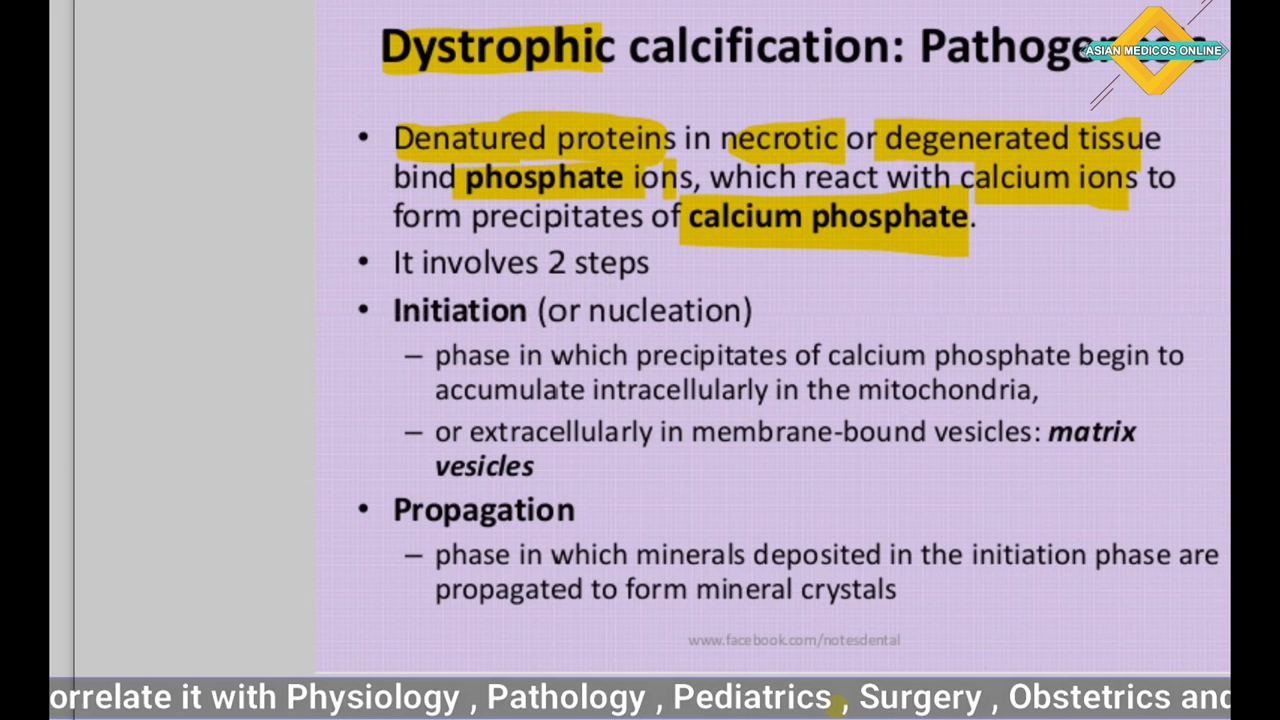 Dystrophic calcification:
ASIAN MEDICOS ONLINE
• Denatured proteins in necrotic or degenerated tissue
bind phosphate ions, which react with calcium ions to
form precipitates of calcium phosphate.
• It involves 2 steps
• Initiation (or nucleation)
– phase in which precipitates of calcium phosphate begin to
accumulate intracellularly in the mitochondria,
– or extracellularly in membrane-bound vesicles: matrix
vesicles
• Propagation
– phase in which minerals deposited in the initiation phase are
propagated to form mineral crystals
www.facebook.com/notesdental
orrelate it with Physiology , Pathology , Pediatrics , Surgery , Obstetrics and